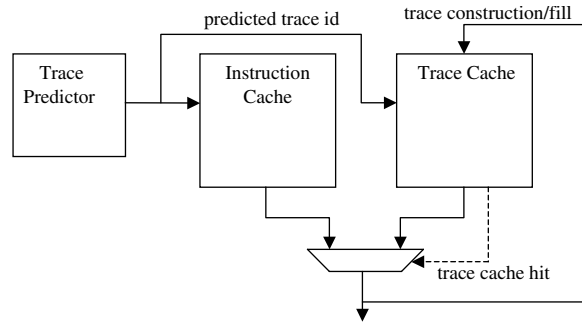 predicted trace id
trace construction/fill
Trace
Predictor
Instruction
Cache
Trace Cache
trace cache hit